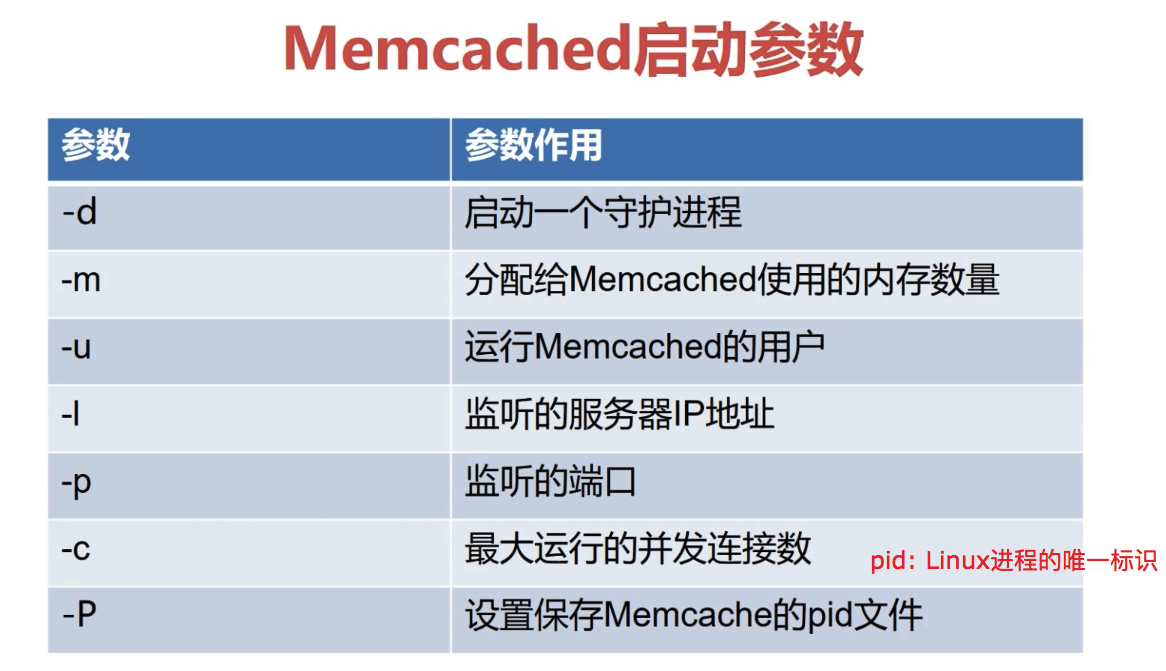 Memcached启动参数
参数 参数作用
-d 启动一个守护进程
-m 分配给Memcached使用的内存数量
-u 运行Memcached的用户
-l 监听的服务器IP地址
-p 监听的端口
-c 最大运行的并发连接数
pid: Linux进程的唯一标识
-P 设置保存Memcache的pid文件